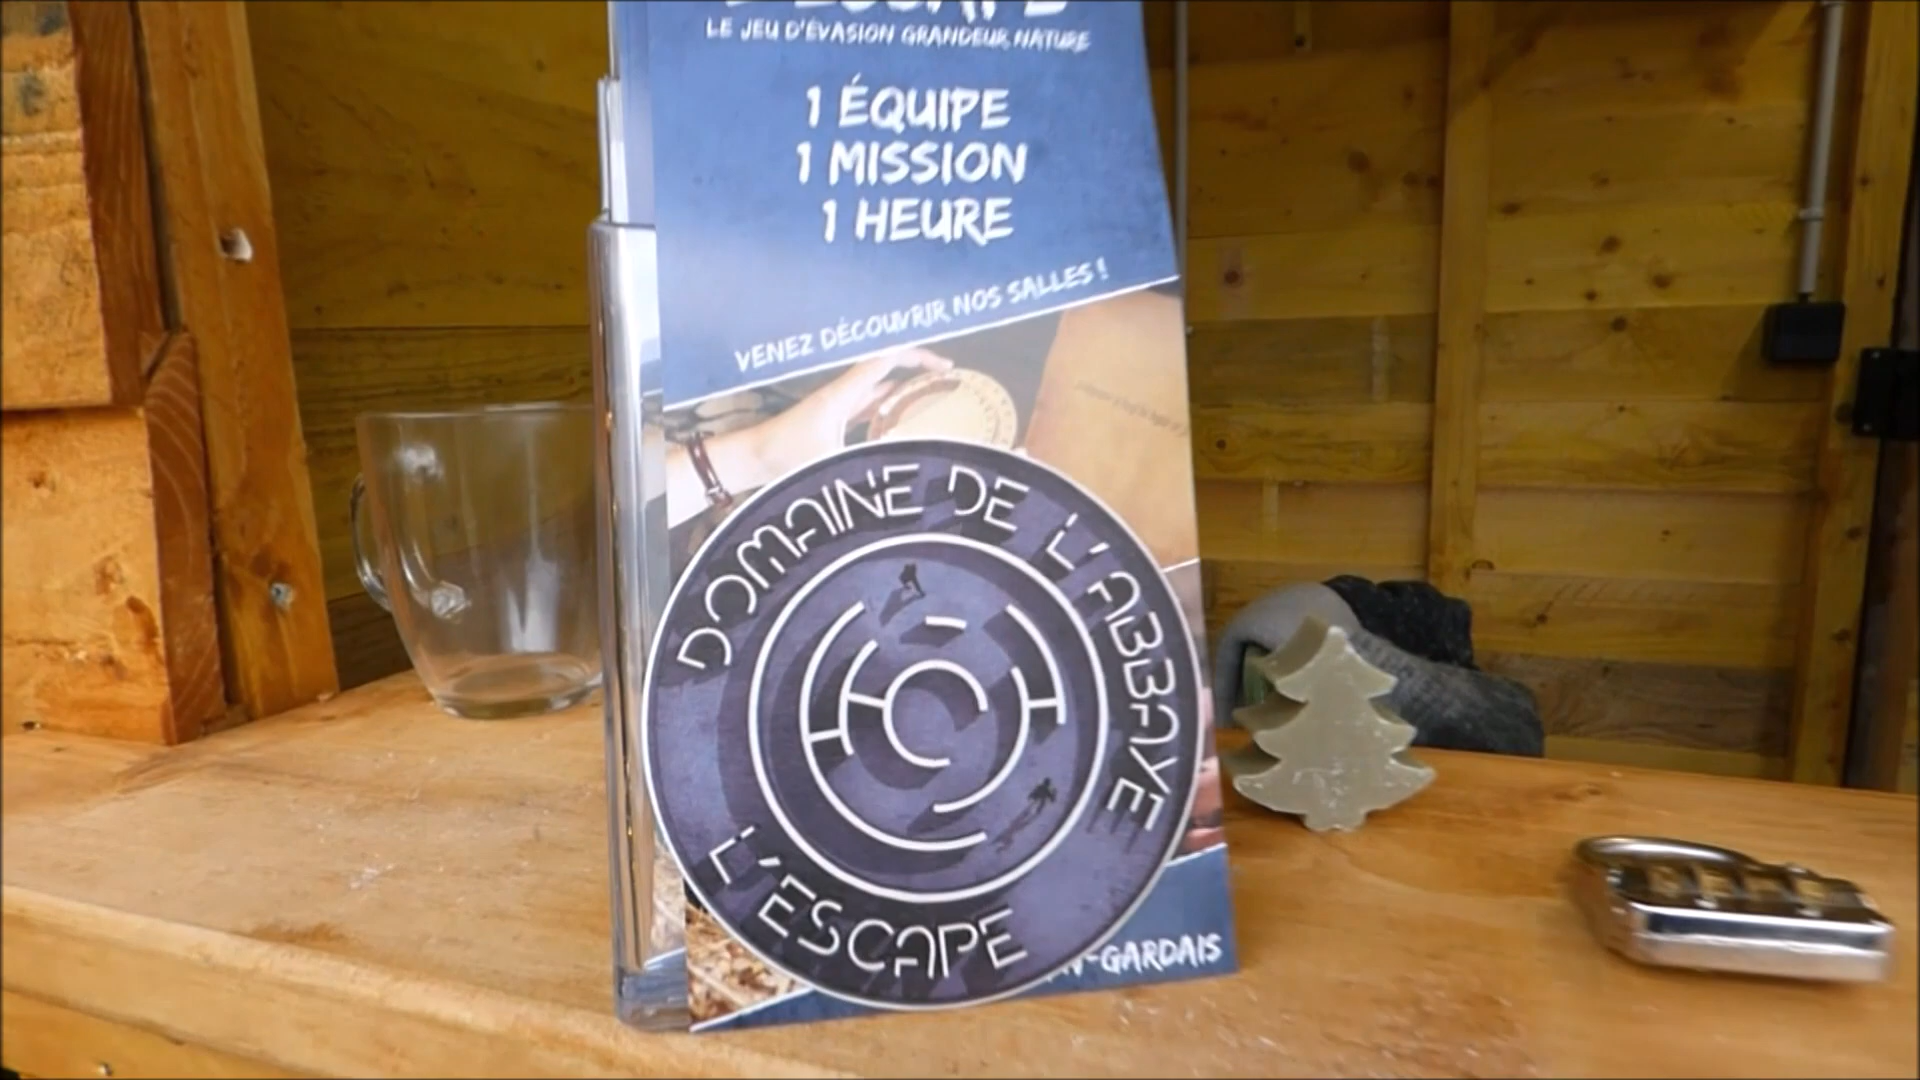 LE JEU D'ÉVASION GRANDEUR NATURE
1 ÉQUIPE
1 MISSION
1 HEURE
VENEZ DÉCOUVRIR NOS SALLES !
DOMAINE DE L'ABBAYE
L'ESCAPE
-GARDAIS